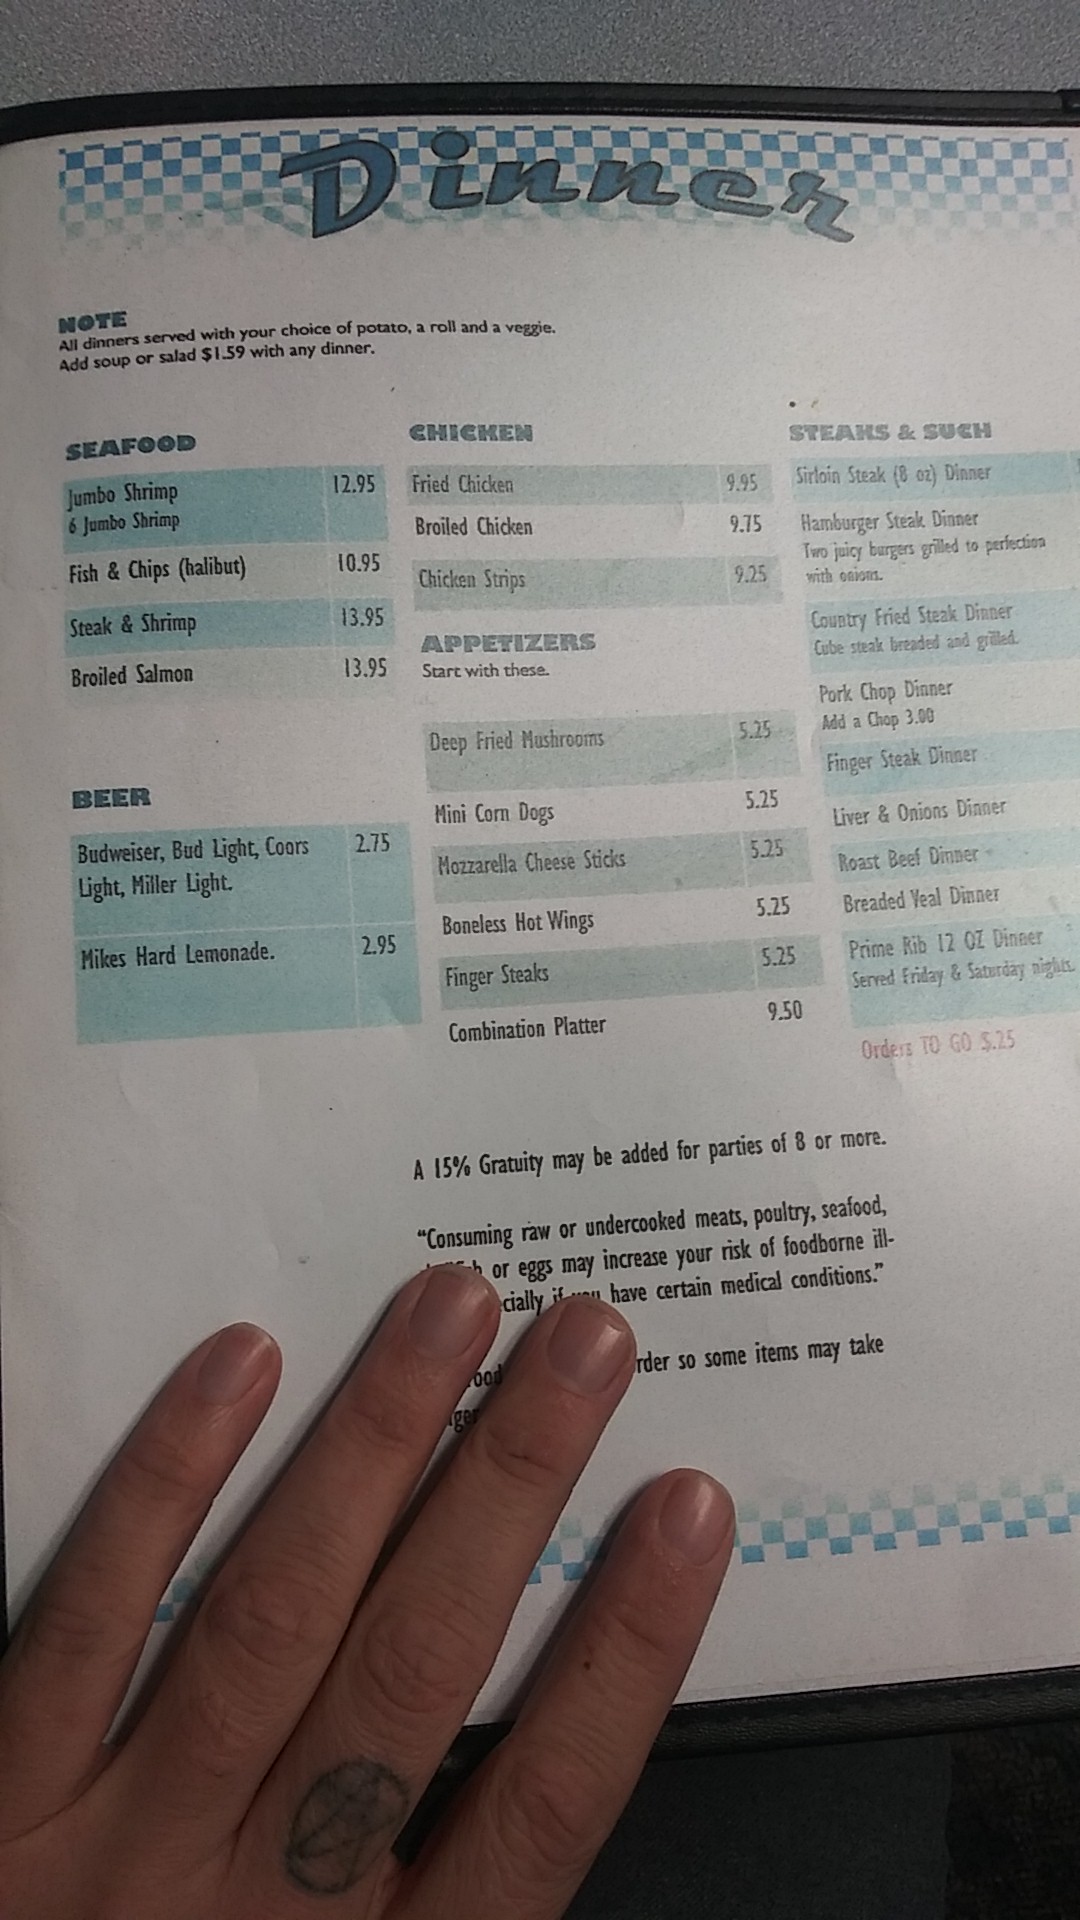 Dinner
NOTE
All dinners served with your choice of potato, a roll and a veggie.
Add soup or salad $1.59 with any dinner.
SEAFOOD
Jumbo Shrimp 12.95
6 Jumbo Shrimp
Fish & Chips (halibut) 10.95
Steak & Shrimp 13.95
Broiled Salmon 13.95
BEER
Budweiser, Bud Light, Coors 2.75
Light, Miller Light.
Mikes Hard Lemonade. 2.95
CHICKEN
Fried Chicken 9.95
Broiled Chicken 9.75
Chicken Strips 9.25
APPETIZERS
Start with these.
Deep Fried Mushrooms 5.25
Mini Corn Dogs 5.25
Mozzarella Cheese Sticks 5.25
Boneless Hot Wings 5.25
Finger Steaks 5.25
Combination Platter 9.50
STEAKS & SUCH
Sirloin Steak (8 oz) Dinner
Hamburger Steak Dinner
Two juicy burgers grilled to perfection
with onions.
Country Fried Steak Dinner
Cube steak breaded and grilled.
Pork Chop Dinner
Add a Chop 3.00
Finger Steak Dinner
Liver & Onions Dinner
Roast Beef Dinner
Breaded Veal Dinner
Prime Rib 12 OZ Dinner
Served Friday & Saturday nights.
Orders TO GO $.25
A 15% Gratuity may be added for parties of 8 or more.
"Consuming raw or undercooked meats, poultry, seafood,
or eggs may increase your risk of foodborne ill-
have certain medical conditions."
so some items may take